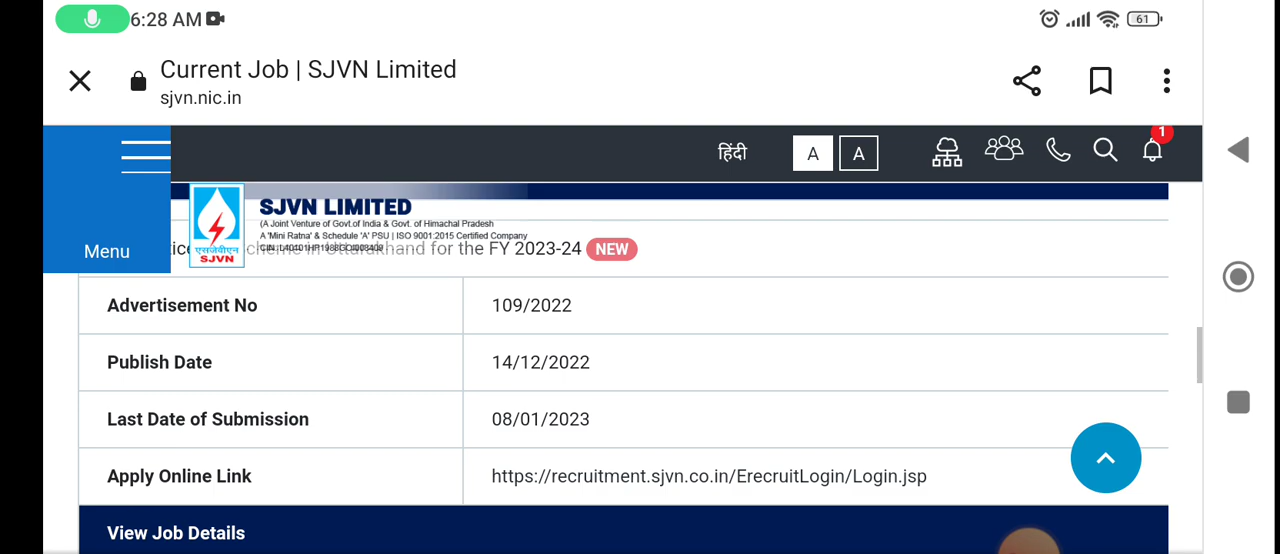 6:28 AM
61
Current Job | SJVN Limited
sjvn.nic.in
हिंदी
A
A
1
Menu
एसजेवीएन
SJVN
SJVN LIMITED
(A Joint Venture of Govt.of India & Govt. of Himachal Pradesh
A 'Mini Ratna' & Schedule 'A' PSU | ISO 9001:2015 Certified Company
in Uttarakhand for the FY 2023-24 NEW
Advertisement No 109/2022
Publish Date 14/12/2022
Last Date of Submission 08/01/2023
Apply Online Link https://recruitment.sjvn.co.in/ErecruitLogin/Login.jsp
View Job Details